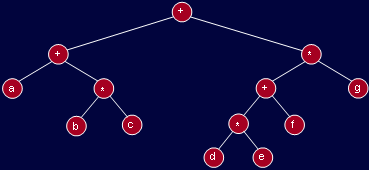 +
+ *
a * + g
b c * f
d e